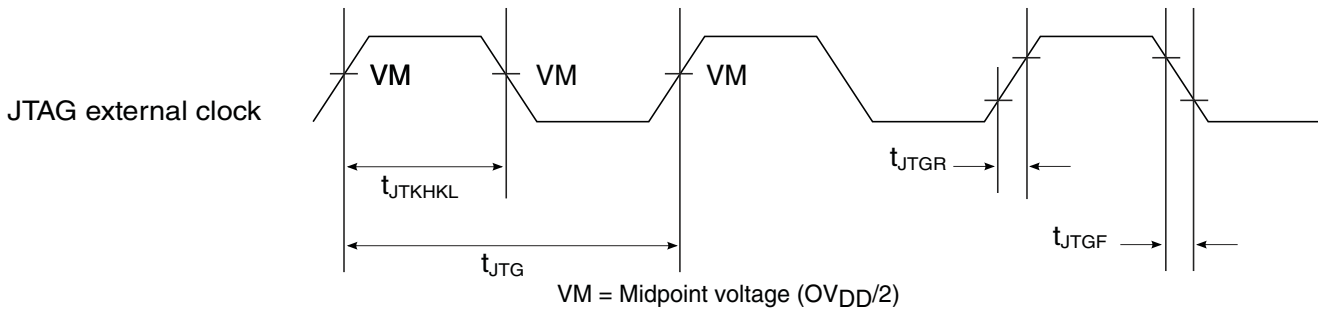 VM VM VM
JTAG external clock
tJTGR
tJTKHKL
tJTGF
tJTG
VM = Midpoint voltage (OVDD/2)